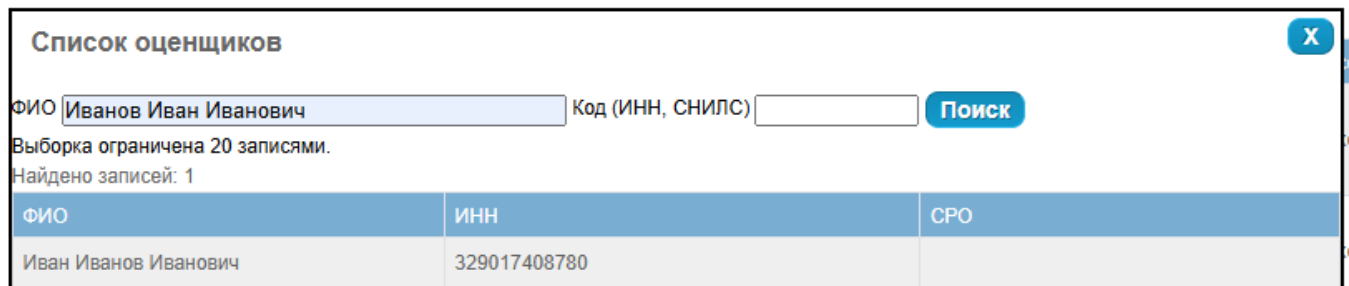 Список оценщиков X
ФИО Иванов Иван Иванович Код (ИНН, СНИЛС) Поиск
Выборка ограничена 20 записями.
Найдено записей: 1
ФИО ИНН СРО
Иван Иванов Иванович 329017408780